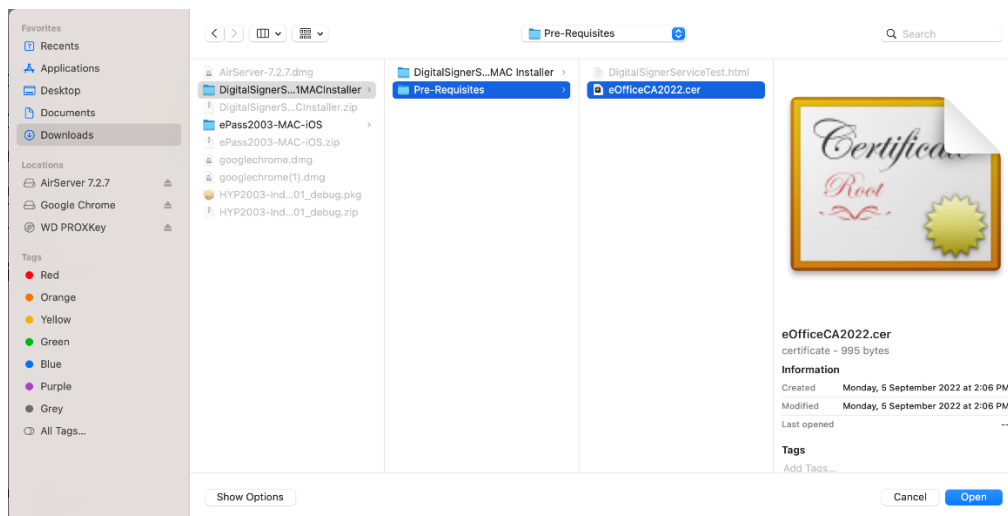 Favorites
Recents
Applications
Desktop
Documents
Downloads
Locations
AirServer 7.2.7
Google Chrome
WD PROXKey
Tags
Red
Orange
Yellow
Green
Blue
Purple
Grey
All Tags...
Pre-Requisites
Search
AirServer-7.2.7.dmg
DigitalSignerS...1MACInstaller
DigitalSignerS...CInstaller.zip
ePass2003-MAC-iOS
ePass2003-MAC-iOS.zip
googlechrome.dmg
googlechrome(1).dmg
HYP2003-Ind...01_debug.pkg
HYP2003-Ind...01_debug.zip
DigitalSignerS...MAC Installer
Pre-Requisites
DigitalSignerServiceTest.html
eOfficeCA2022.cer
Certificate
Root
eOfficeCA2022.cer
certificate - 995 bytes
Information
Created Monday, 5 September 2022 at 2:06 PM
Modified Monday, 5 September 2022 at 2:06 PM
Last opened --
Tags
Add Tags...
Show Options
Cancel
Open